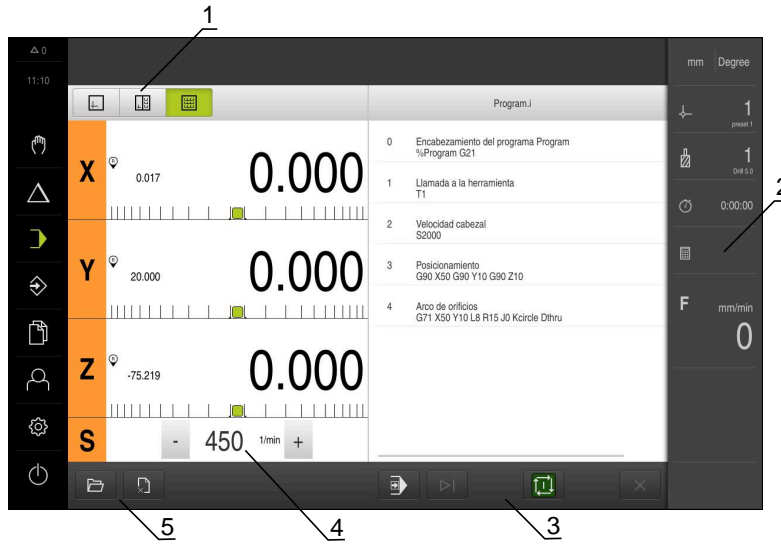 1
0
11:10
mm Degree
Program.i
1
preset 1
1
Drill 5.0
0:00:00
2
F mm/min
0
X R 0.017 0.000
Y R 20.000 0.000
Z R -75.219 0.000
S - 450 1/min +
0 Encabezamiento del programa Program
%Program G21
1 Llamada a la herramienta
T1
2 Velocidad cabezal
S2000
3 Posicionamiento
G90 X50 G90 Y10 G90 Z10
4 Arco de orificios
G71 X50 Y10 L8 R15 J0 Kcircle Dthru
5
4
3